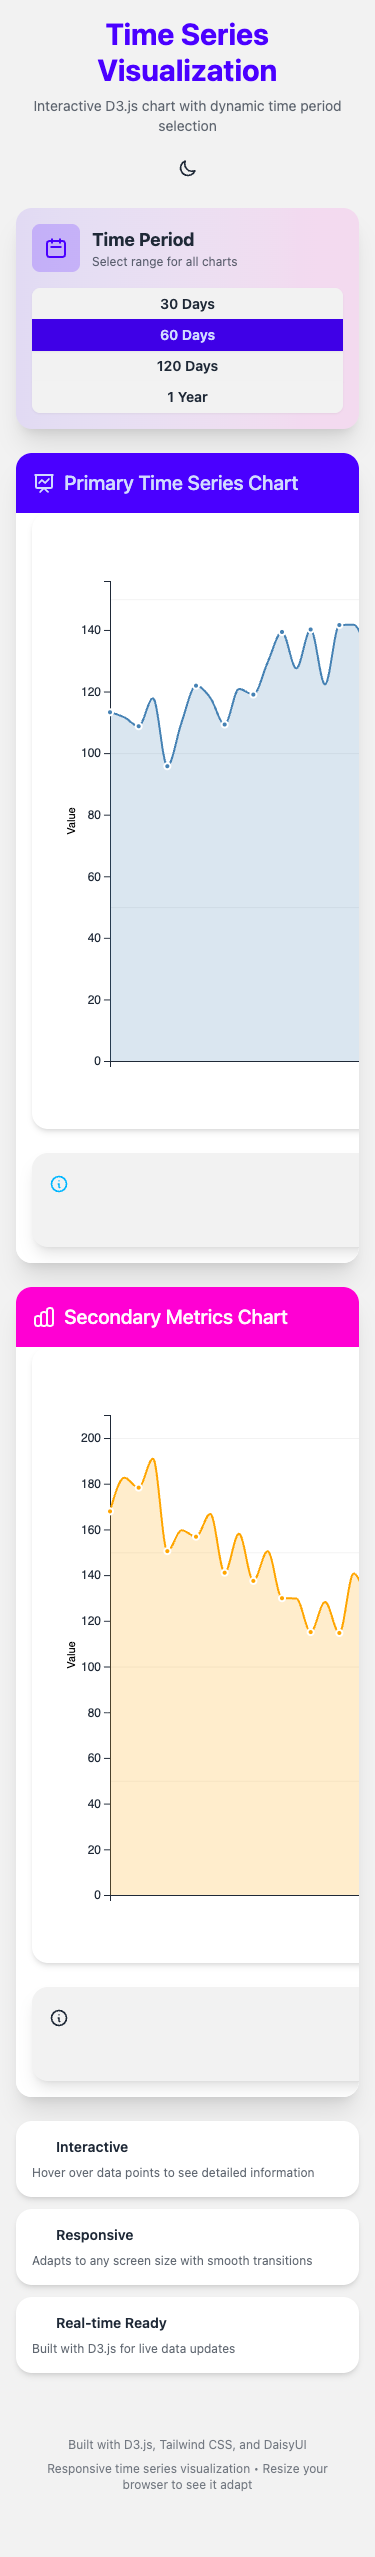 Time Series
Visualization
Interactive D3.js chart with dynamic time period
selection
Time Period
Select range for all charts
30 Days
60 Days
120 Days
1 Year
Primary Time Series Chart
140
120
100
80
60
40
20
0
Value
Secondary Metrics Chart
200
180
160
140
120
100
80
60
40
20
0
Value
Interactive
Hover over data points to see detailed information
Responsive
Adapts to any screen size with smooth transitions
Real-time Ready
Built with D3.js for live data updates
Built with D3.js, Tailwind CSS, and DaisyUI
Responsive time series visualization • Resize your
browser to see it adapt